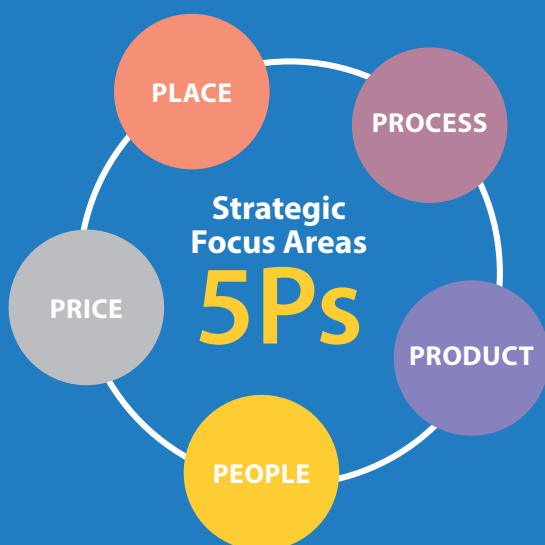 PLACE
PROCESS
Strategic
Focus Areas
5Ps
PRICE
PRODUCT
PEOPLE